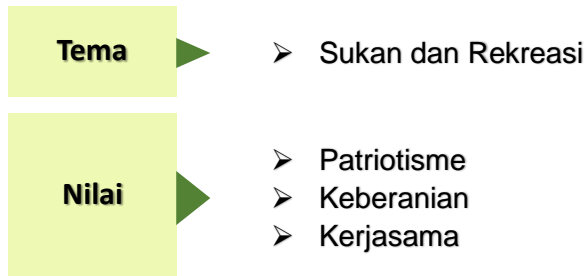 Tema
➢ Sukan dan Rekreasi
Nilai
➢ Patriotisme
➢ Keberanian
➢ Kerjasama